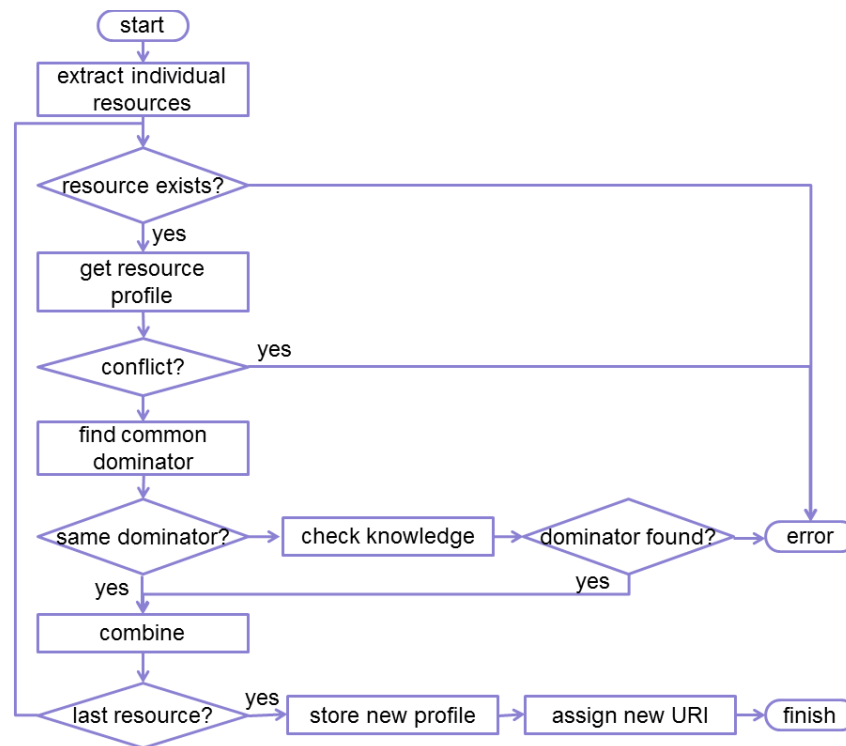 start
extract individual
resources
resource exists?
yes
get resource
profile
yes
conflict?
find common
dominator
same dominator?
check knowledge
dominator found?
error
yes
yes
combine
last resource?
yes
store new profile
assign new URI
finish